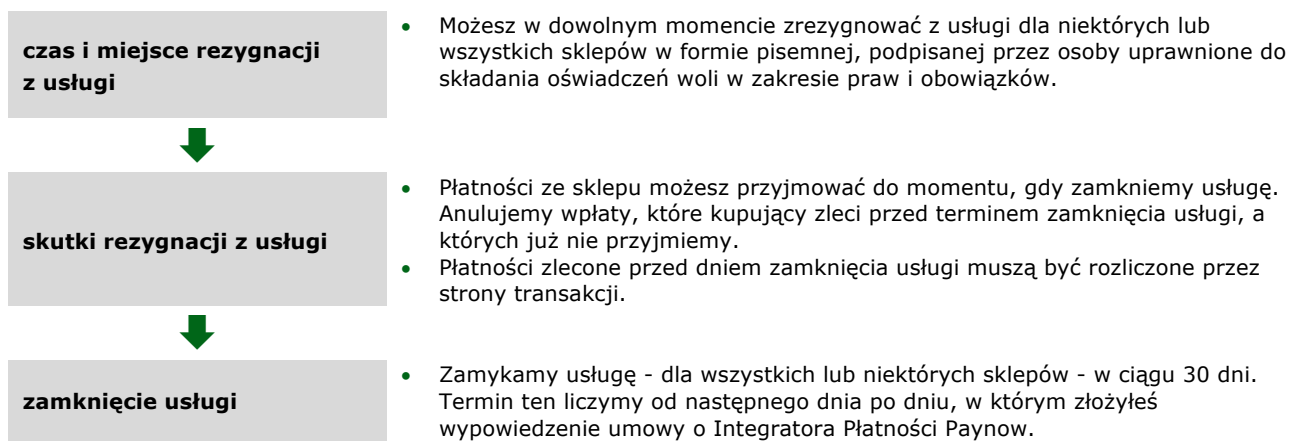 czas i miejsce rezygnacji
z usługi
• Możesz w dowolnym momencie zrezygnować z usługi dla niektórych lub
wszystkich sklepów w formie pisemnej, podpisanej przez osoby uprawnione do
składania oświadczeń woli w zakresie praw i obowiązków.
skutki rezygnacji z usługi
• Płatności ze sklepu możesz przyjmować do momentu, gdy zamkniemy usługę.
Anulujemy wpłaty, które kupujący zleci przed terminem zamknięcia usługi, a
których już nie przyjmiemy.
• Płatności zlecone przed dniem zamknięcia usługi muszą być rozliczone przez
strony transakcji.
zamknięcie usługi
• Zamykamy usługę - dla wszystkich lub niektórych sklepów - w ciągu 30 dni.
Termin ten liczymy od następnego dnia po dniu, w którym złożyłeś
wypowiedzenie umowy o Integratora Płatności Paynow.